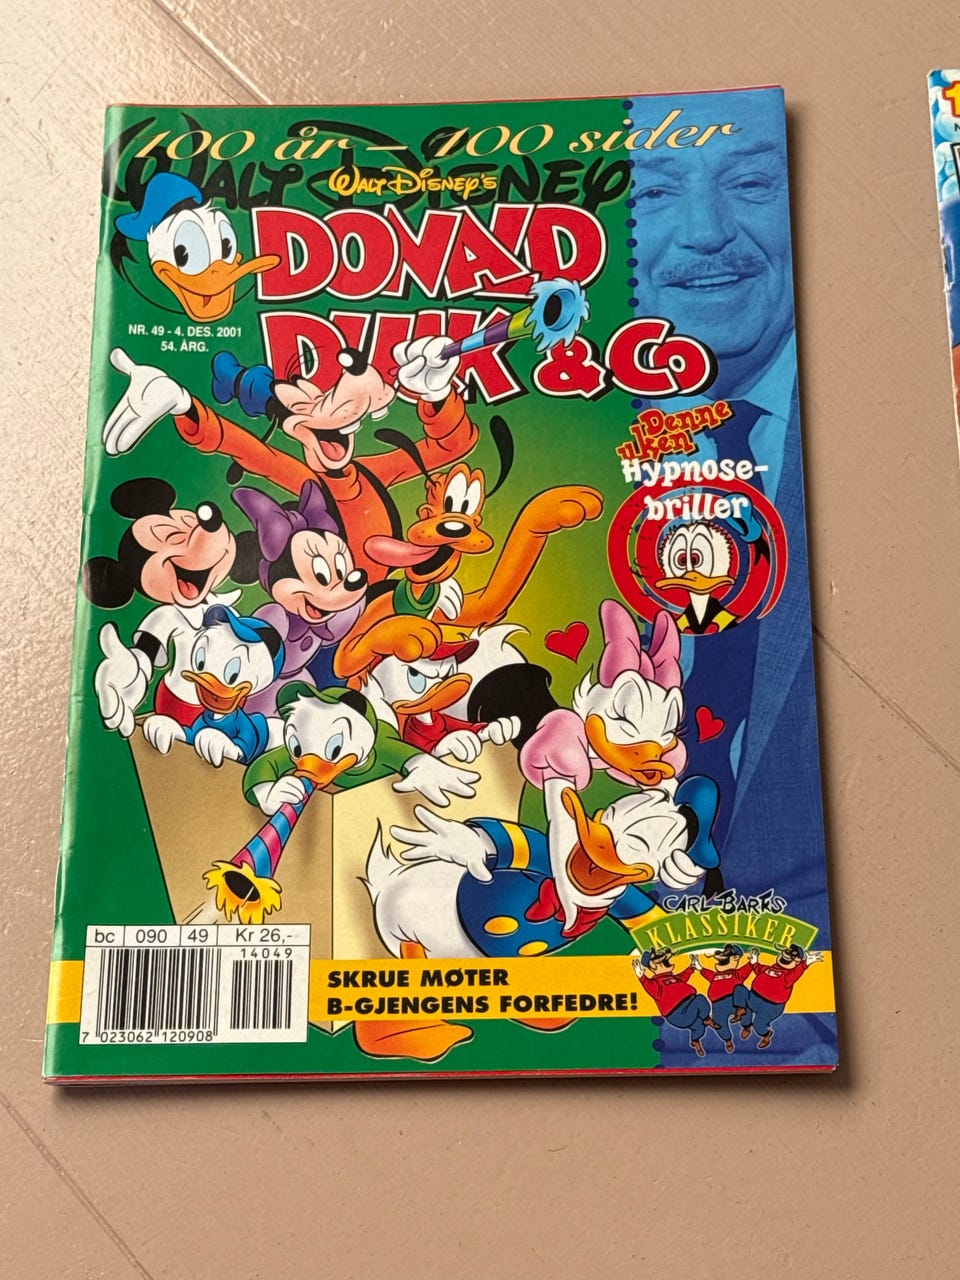 100 år – 100 sider
WALT DISNEY
WALT DISNEY'S
DONALD
DUCK & CO
NR. 49 - 4. DES. 2001
54. ÅRG.
Denne
uken
Hypnose-
briller
CARL BARKS
KLASSIKER
bc 090 49 Kr 26,-
14049
7 023062 120908
SKRUE MØTER
B-GJENGENS FORFEDRE!